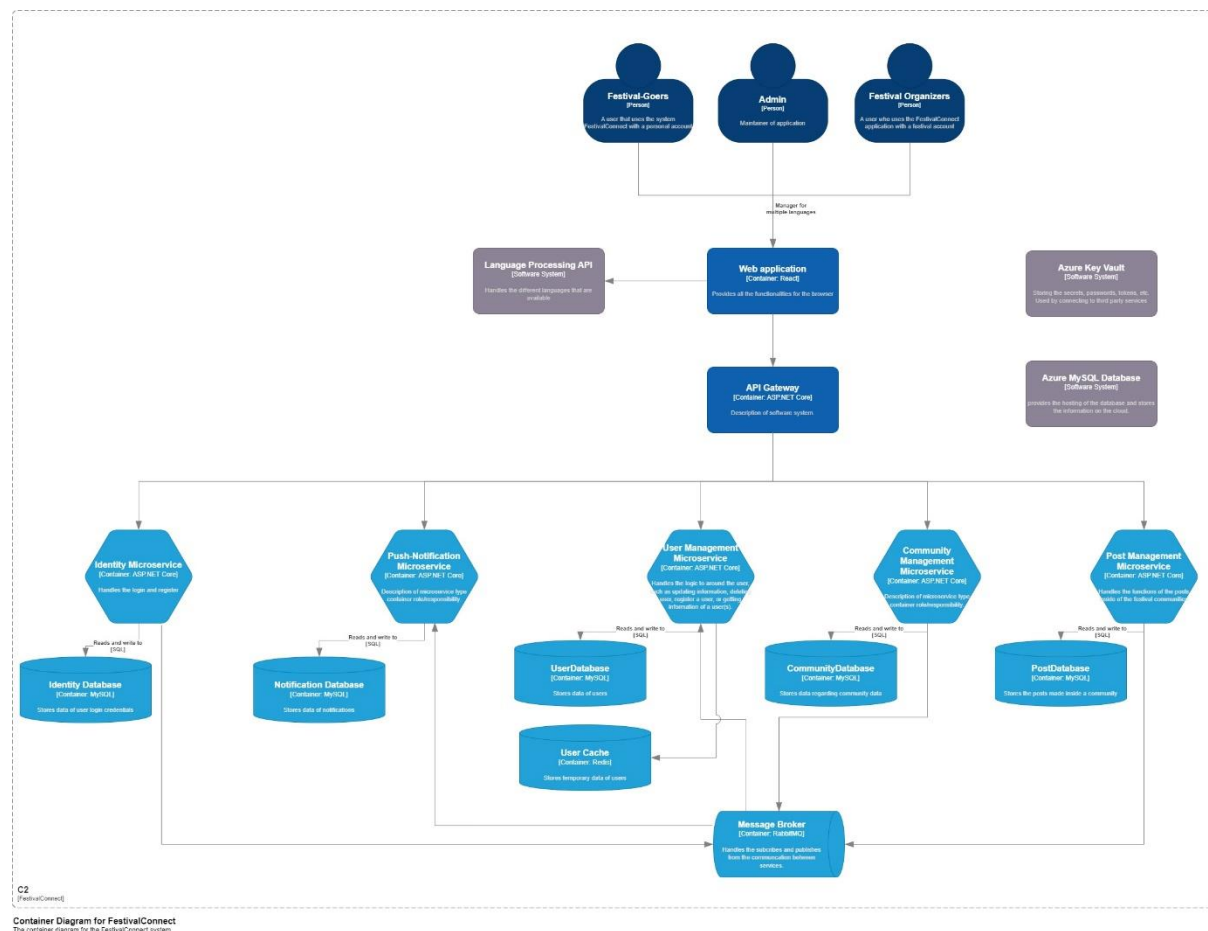 Festival-Goers
[Person]
A user that uses the system
FestivalConnect with a personal account
Admin
[Person]
Maintainer of application
Festival Organizers
[Person]
A user who uses the FestivalConnect
application with a festival account
Manager for
multiple languages
Language Processing API
[Software System]
Handles the different languages that are
available
Web application
[Container: React]
Provides all the functionalities for the browser
Azure Key Vault
[Software System]
Storing the secrets, passwords, tokens, etc.
Used by connecting to third party services
API Gateway
[Container: ASP.NET Core]
Description of software system
Azure MySQL Database
[Software System]
provides the hosting of the database and stores
the information on the cloud.
Identity Microservice
[Container: ASP.NET Core]
Handles the login and register
Push-Notification
Microservice
[Container: ASP.NET Core]
Description of microservice type
container role/responsibility
User Management
Microservice
[Container: ASP.NET Core]
Handles the logic to around the user,
such as updating information, delete
user, register a user, or getting
information of a user(s).
Community
Management
Microservice
[Container: ASP.NET Core]
Description of microservice type
container role/responsibility
Post Management
Microservice
[Container: ASP.NET Core]
Handles the functions of the posts
inside of the festival communities
Reads and write to
[SQL]
Reads and write to
[SQL]
Reads and write to
[SQL]
Reads and write to
[SQL]
Reads and write to
[SQL]
Identity Database
[Container: MySQL]
Stores data of user login credentials
Notification Database
[Container: MySQL]
Stores data of notifications
UserDatabase
[Container: MySQL]
Stores data of users
CommunityDatabase
[Container: MySQL]
Stores data regarding community data
PostDatabase
[Container: MySQL]
Stores the posts made inside a community
User Cache
[Container: Redis]
Stores temporary data of users
Message Broker
[Container: RabbitMQ]
Handles the subcribes and publishes
from the communcation between
services.
C2
[FestivalConnect]
Container Diagram for FestivalConnect
The container diagram for the FestivalConnect system